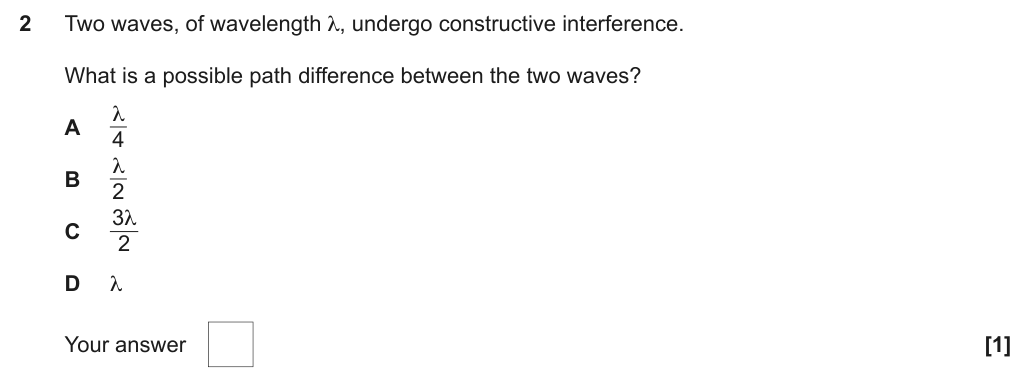 2 Two waves, of wavelength λ, undergo constructive interference.
What is a possible path difference between the two waves?
A λ/4
B λ/2
C 3λ/2
D λ
Your answer [1]